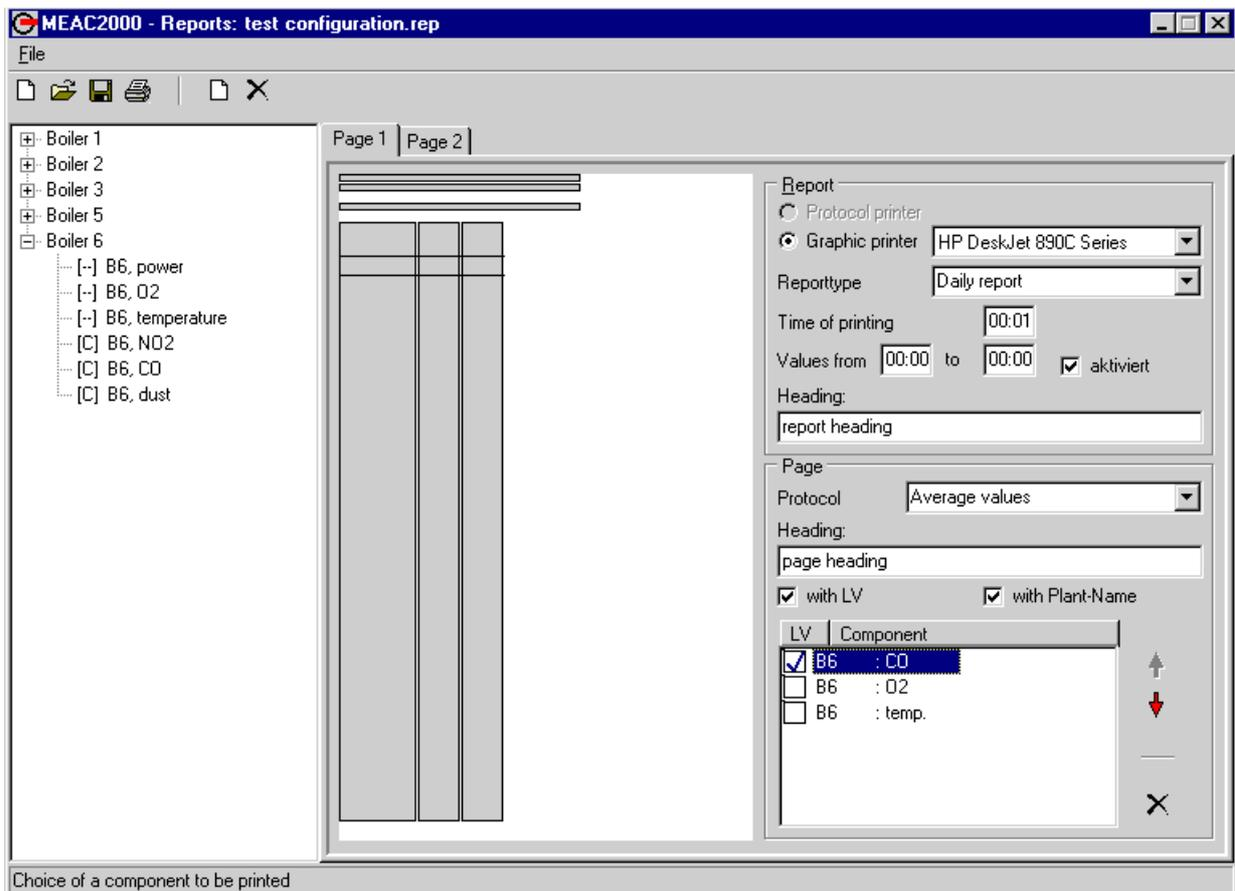 MEAC2000 - Reports: test configuration.rep
File
Boiler 1
Boiler 2
Boiler 3
Boiler 5
Boiler 6
[--] B6, power
[--] B6, O2
[--] B6, temperature
[C] B6, NO2
[C] B6, CO
[C] B6, dust
Page 1 Page 2
Report
Protocol printer
Graphic printer HP DeskJet 890C Series
Reporttype Daily report
Time of printing 00:01
Values from 00:00 to 00:00 aktiviert
Heading:
report heading
Page
Protocol Average values
Heading:
page heading
with LV with Plant-Name
LV Component
B6 : CO
B6 : O2
B6 : temp.
Choice of a component to be printed